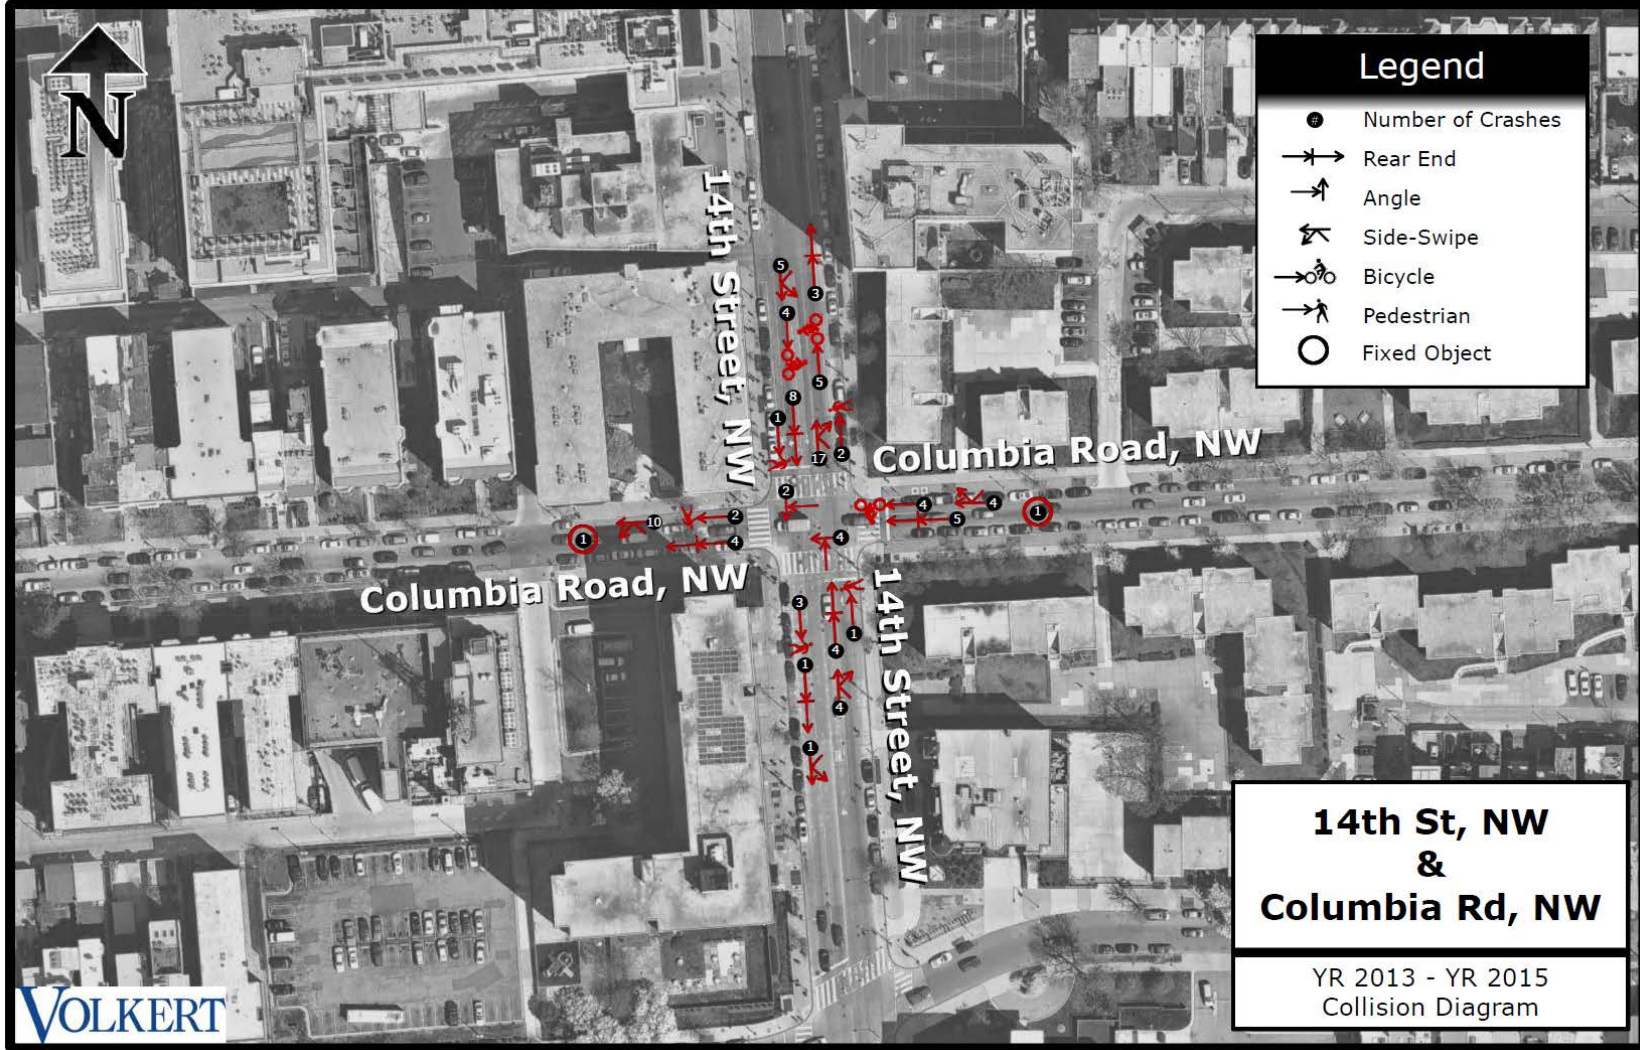 N
Legend
# Number of Crashes
Rear End
Angle
Side-Swipe
Bicycle
Pedestrian
Fixed Object
14th Street, NW
5
3
4
5
8
1
17
2
Columbia Road, NW
2
4
4
1
10
2
5
1
4
4
Columbia Road, NW
3
1
4
1
4
1
14th Street, NW
14th St, NW
&
Columbia Rd, NW
YR 2013 - YR 2015
Collision Diagram
VOLKERT